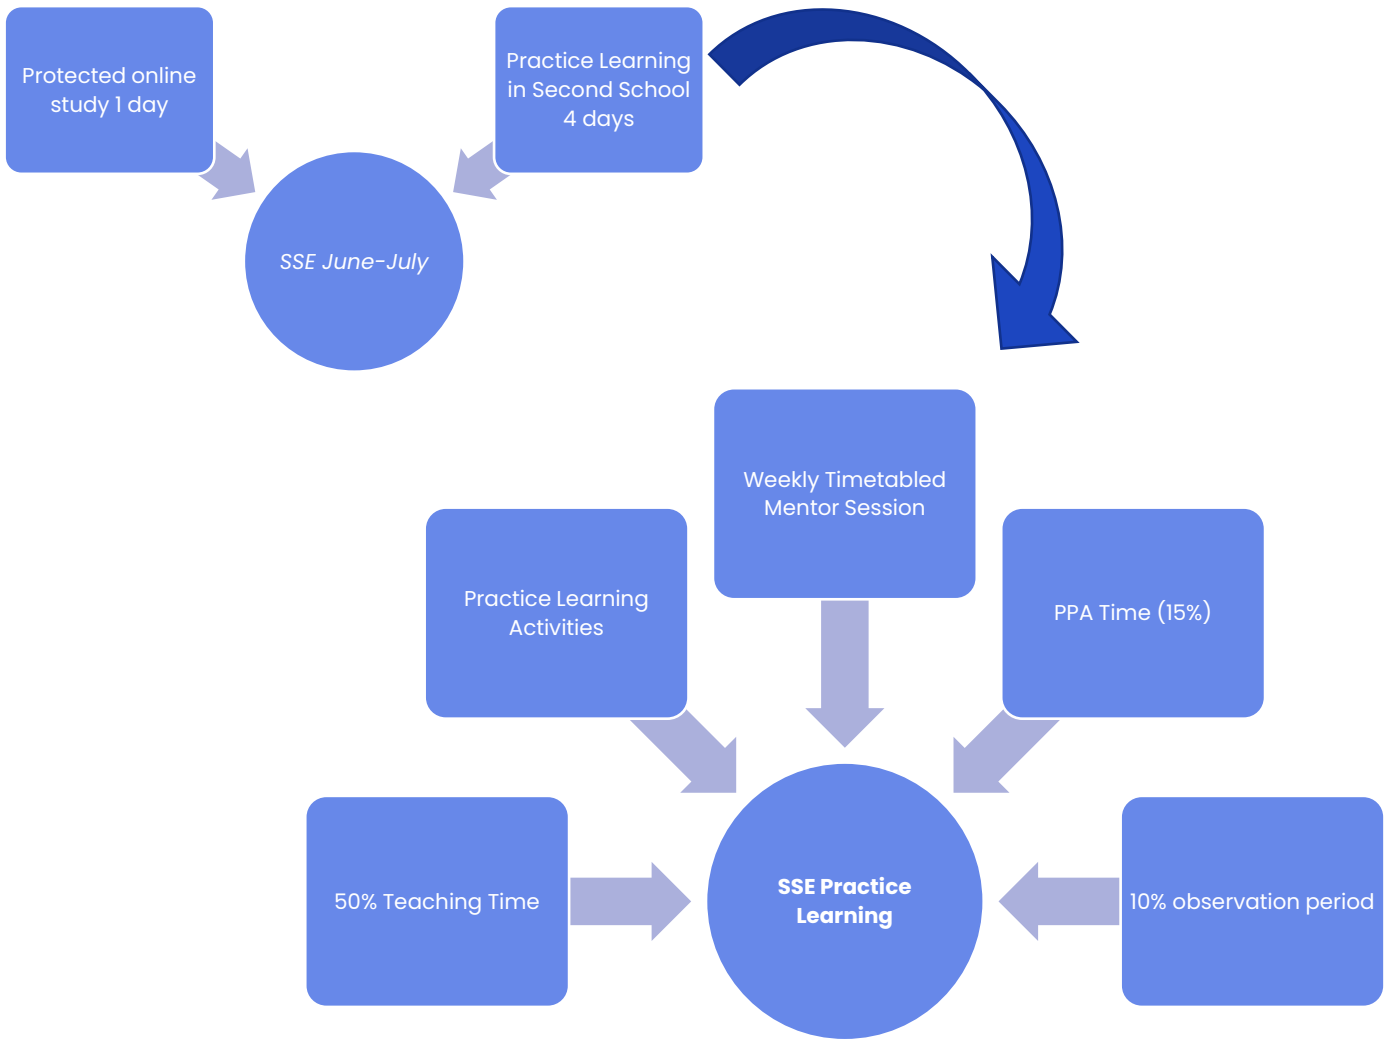 Protected online
study 1 day
Practice Learning
in Second School
4 days
SSE June-July
Weekly Timetabled
Mentor Session
Practice Learning
Activities
PPA Time (15%)
50% Teaching Time
SSE Practice
Learning
10% observation period